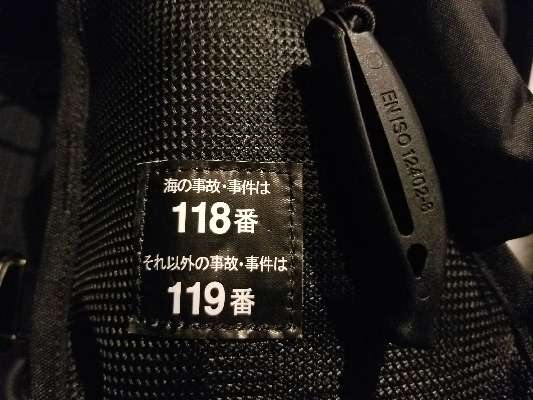 海の事故・事件は
118番
それ以外の事故・事件は
119番
EN ISO 12402-8